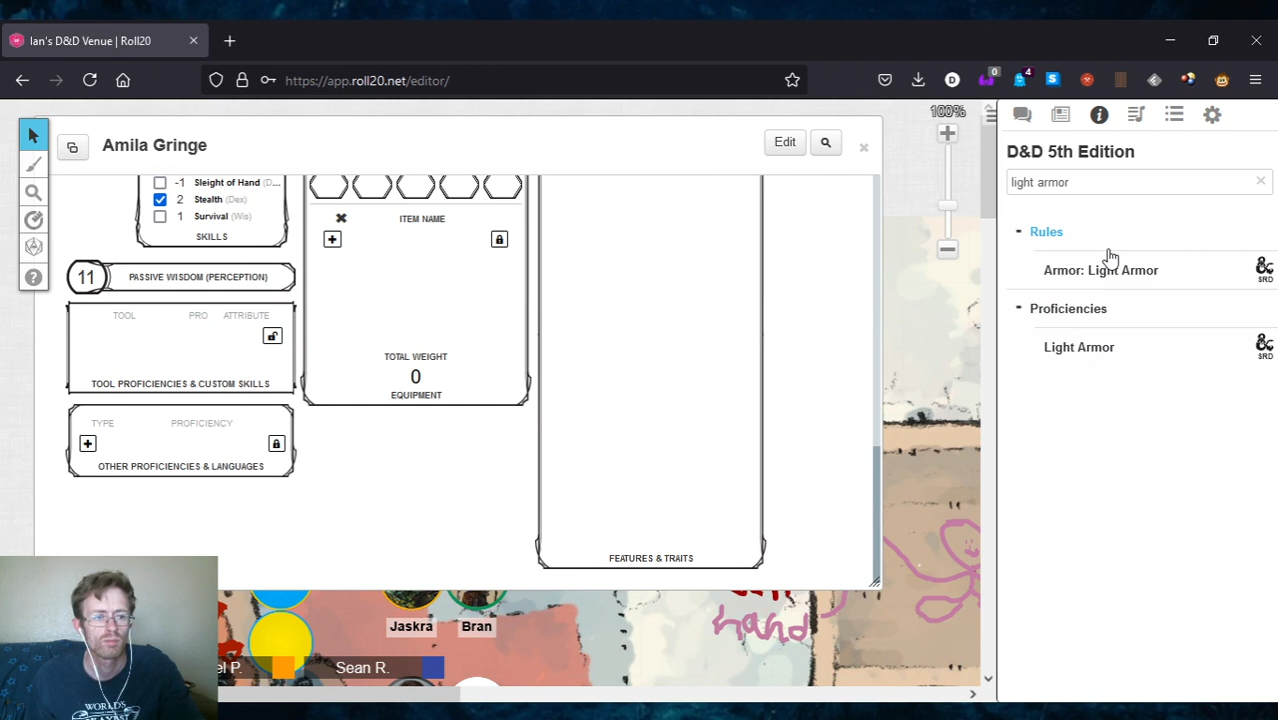 Ian's D&D Venue | Roll20
https://app.roll20.net/editor/
0
4
100%
Amila Gringe
Edit
D&D 5th Edition
light armor
Rules
Armor: Light Armor
SRD
Proficiencies
Light Armor
SRD
-1 Sleight of Hand (D...
2 Stealth (Dex)
1 Survival (Wis)
SKILLS
11 PASSIVE WISDOM (PERCEPTION)
TOOL PRO ATTRIBUTE
TOOL PROFICIENCIES & CUSTOM SKILLS
TYPE PROFICIENCY
OTHER PROFICIENCIES & LANGUAGES
ITEM NAME
TOTAL WEIGHT
0
EQUIPMENT
FEATURES & TRAITS
Jaskra
Bran
hand
P.
Sean R.
WORLD'S